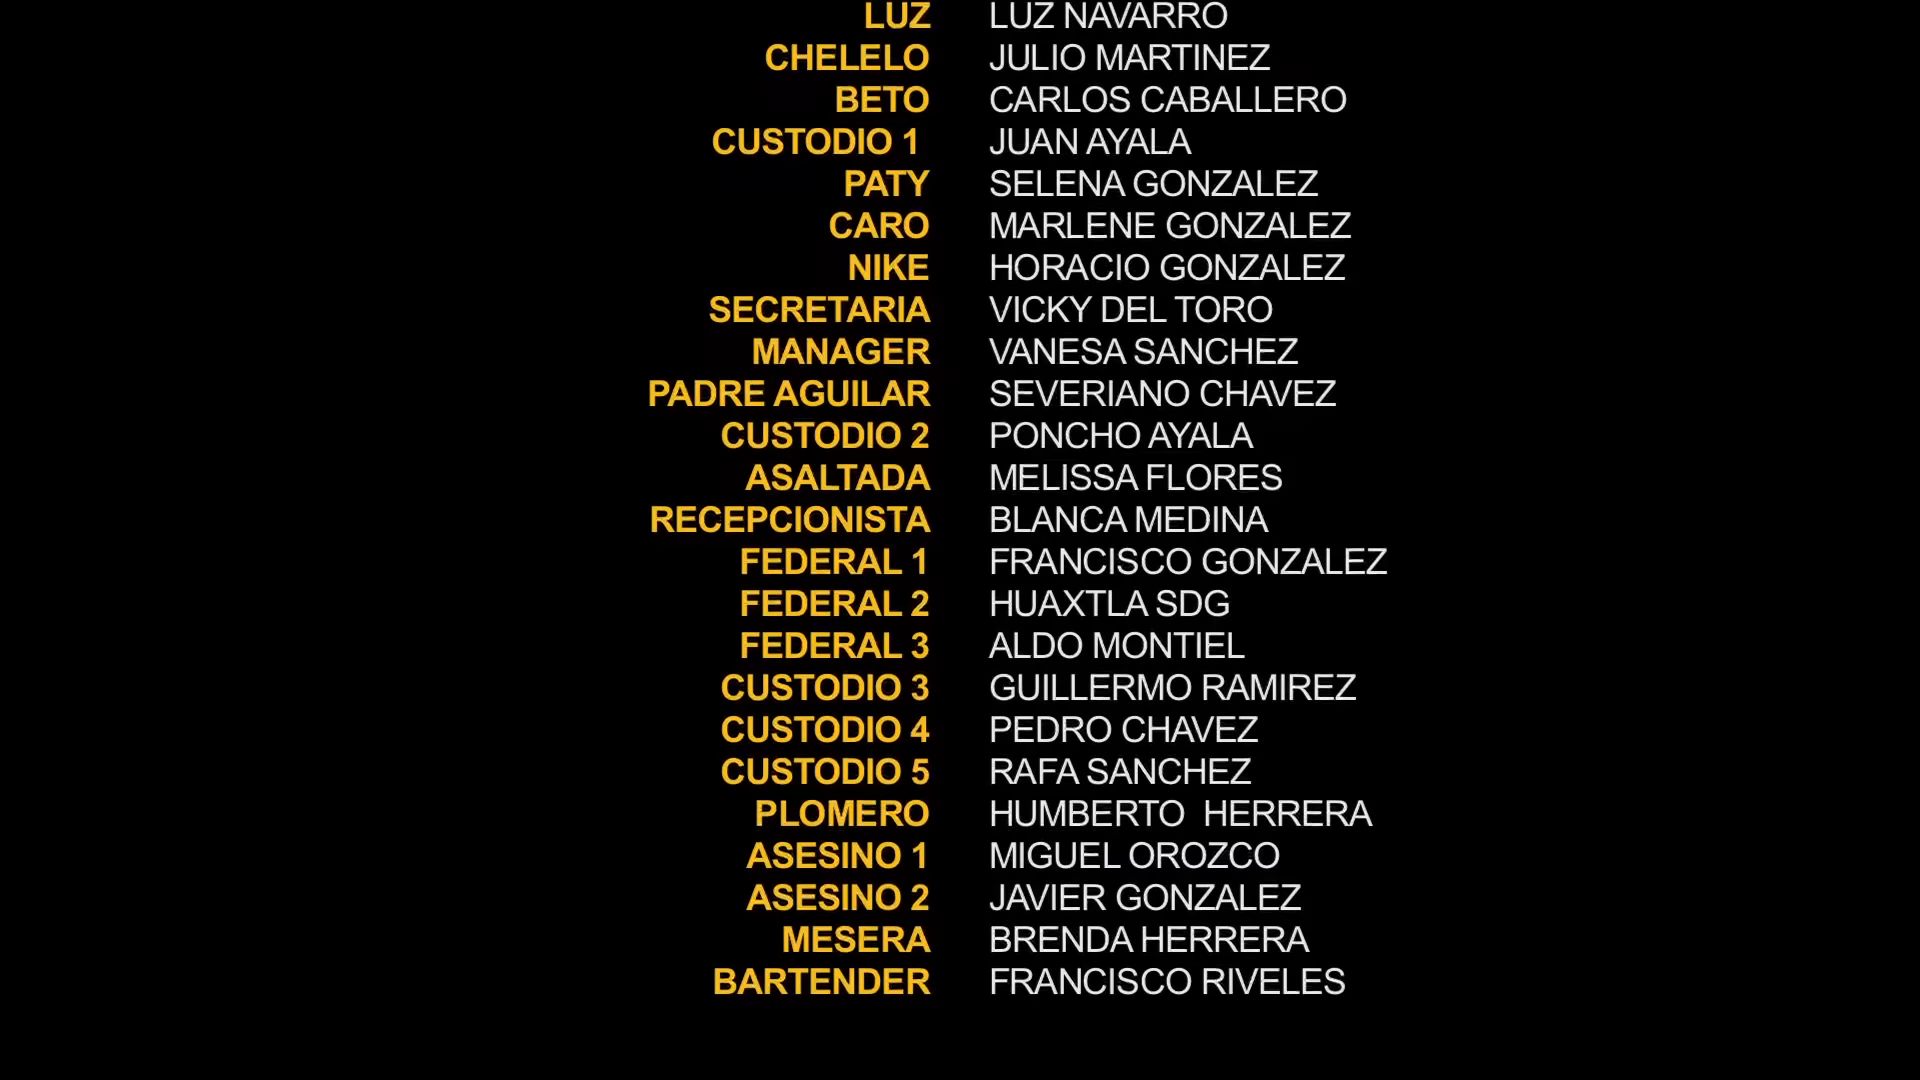 LUZ LUZ NAVARRO
CHELELO JULIO MARTINEZ
BETO CARLOS CABALLERO
CUSTODIO 1 JUAN AYALA
PATY SELENA GONZALEZ
CARO MARLENE GONZALEZ
NIKE HORACIO GONZALEZ
SECRETARIA VICKY DEL TORO
MANAGER VANESA SANCHEZ
PADRE AGUILAR SEVERIANO CHAVEZ
CUSTODIO 2 PONCHO AYALA
ASALTADA MELISSA FLORES
RECEPCIONISTA BLANCA MEDINA
FEDERAL 1 FRANCISCO GONZALEZ
FEDERAL 2 HUAXTLA SDG
FEDERAL 3 ALDO MONTIEL
CUSTODIO 3 GUILLERMO RAMIREZ
CUSTODIO 4 PEDRO CHAVEZ
CUSTODIO 5 RAFA SANCHEZ
PLOMERO HUMBERTO  HERRERA
ASESINO 1 MIGUEL OROZCO
ASESINO 2 JAVIER GONZALEZ
MESERA BRENDA HERRERA
BARTENDER FRANCISCO RIVELES